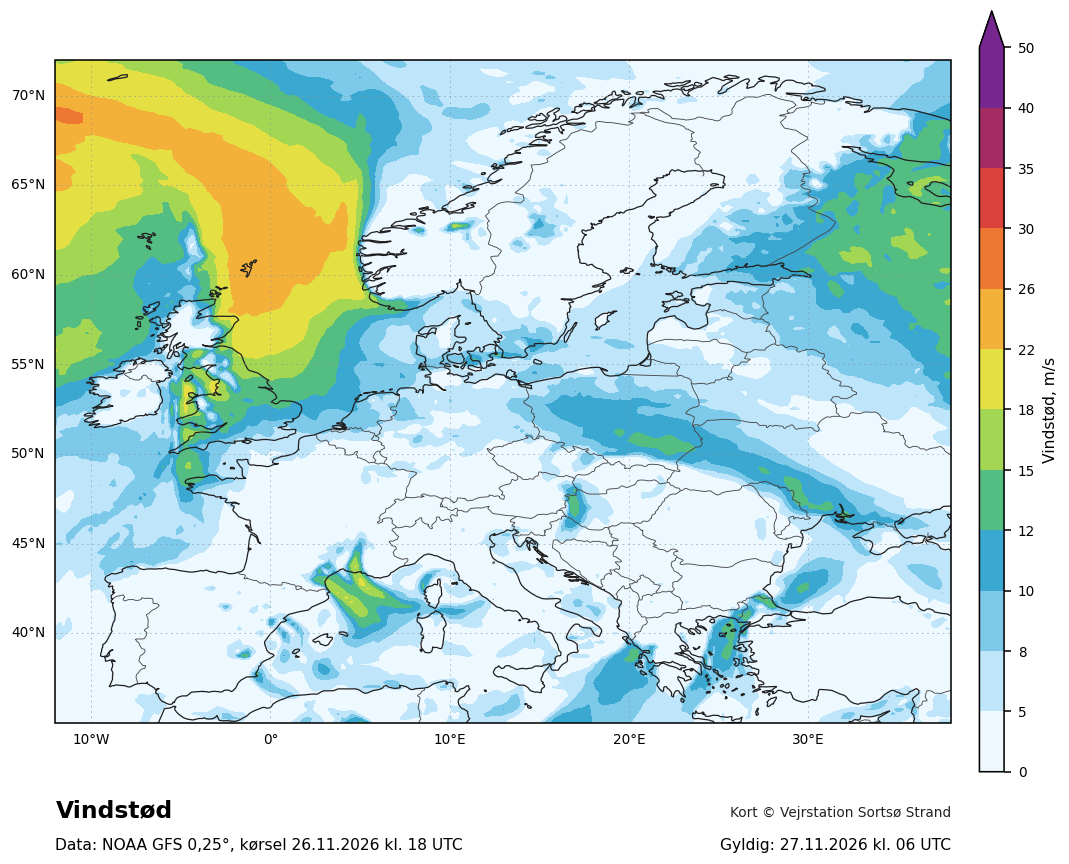 70°N
65°N
60°N
55°N
50°N
45°N
40°N
10°W
0°
10°E
20°E
30°E
50
40
35
30
26
22
18
15
12
10
8
5
0
Vindstød, m/s
Vindstød
Kort © Vejrstation Sortsø Strand
Data: NOAA GFS 0,25°, kørsel 26.11.2026 kl. 18 UTC
Gyldig: 27.11.2026 kl. 06 UTC